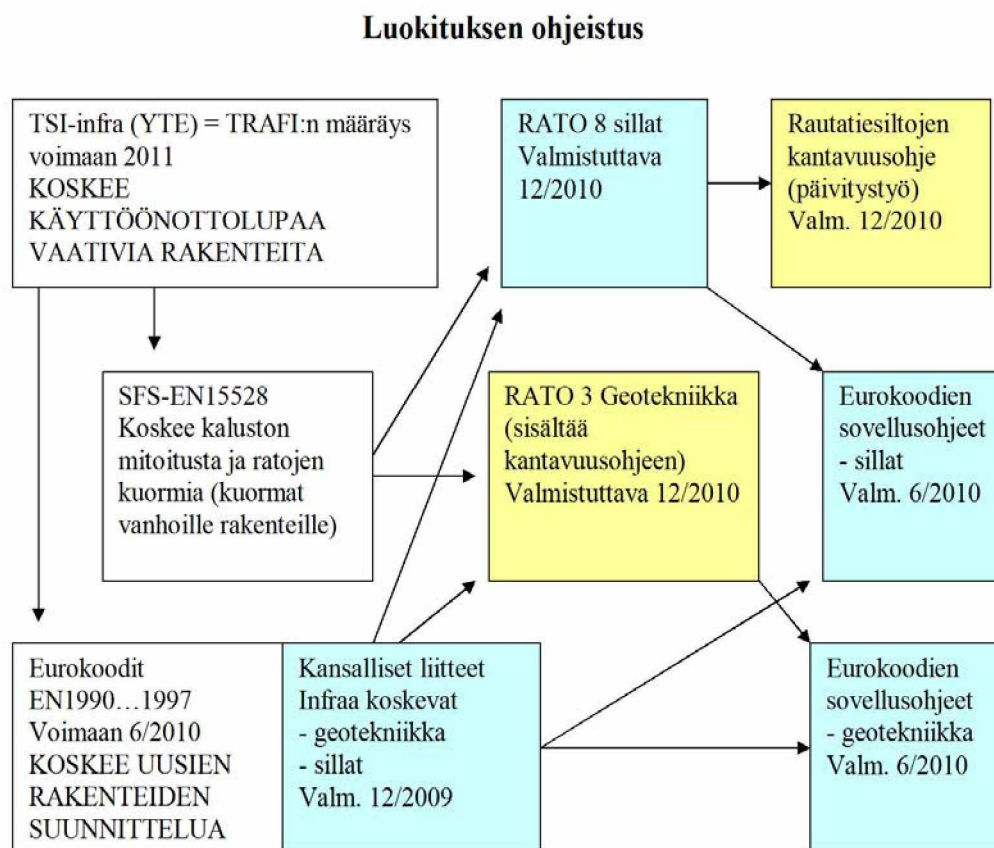 Luokituksen ohjeistus
TSI-infra (YTE) = TRAFI:n määräys
voimaan 2011
KOSKEE
KÄYTTÖÖNOTTOLUPAA
VAATIVIA RAKENTEITA
RATO 8 sillat
Valmistuttava
12/2010
Rautatiesiltojen
kantavuusohje
(päivitystyö)
Valm. 12/2010
SFS-EN15528
Koskee kaluston
mitoitusta ja ratojen
kuormia (kuormat
vanhoille rakenteille)
RATO 3 Geotekniikka
(sisältää
kantavuusohjeen)
Valmistuttava 12/2010
Eurokoodien
sovellusohjeet
- sillat
Valm. 6/2010
Eurokoodit
EN1990…1997
Voimaan 6/2010
KOSKEE UUSIEN
RAKENTEIDEN
SUUNNITTELUA
Kansalliset liitteet
Infraa koskevat
- geotekniikka
- sillat
Valm. 12/2009
Eurokoodien
sovellusohjeet
- geotekniikka
Valm. 6/2010